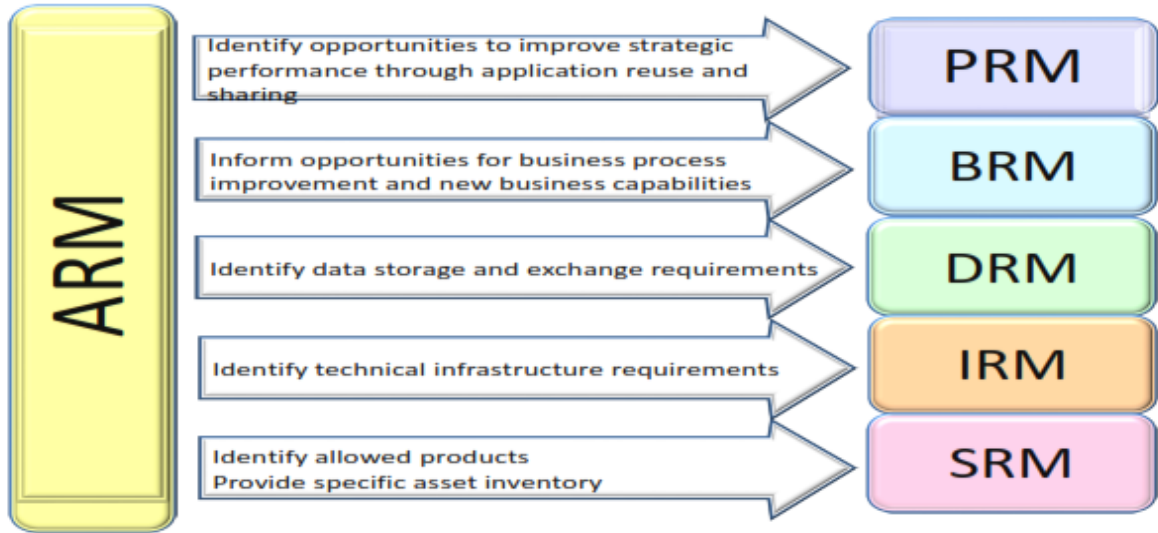 ARM
Identify opportunities to improve strategic
performance through application reuse and
sharing
PRM
Inform opportunities for business process
improvement and new business capabilities
BRM
Identify data storage and exchange requirements
DRM
Identify technical infrastructure requirements
IRM
Identify allowed products
Provide specific asset inventory
SRM